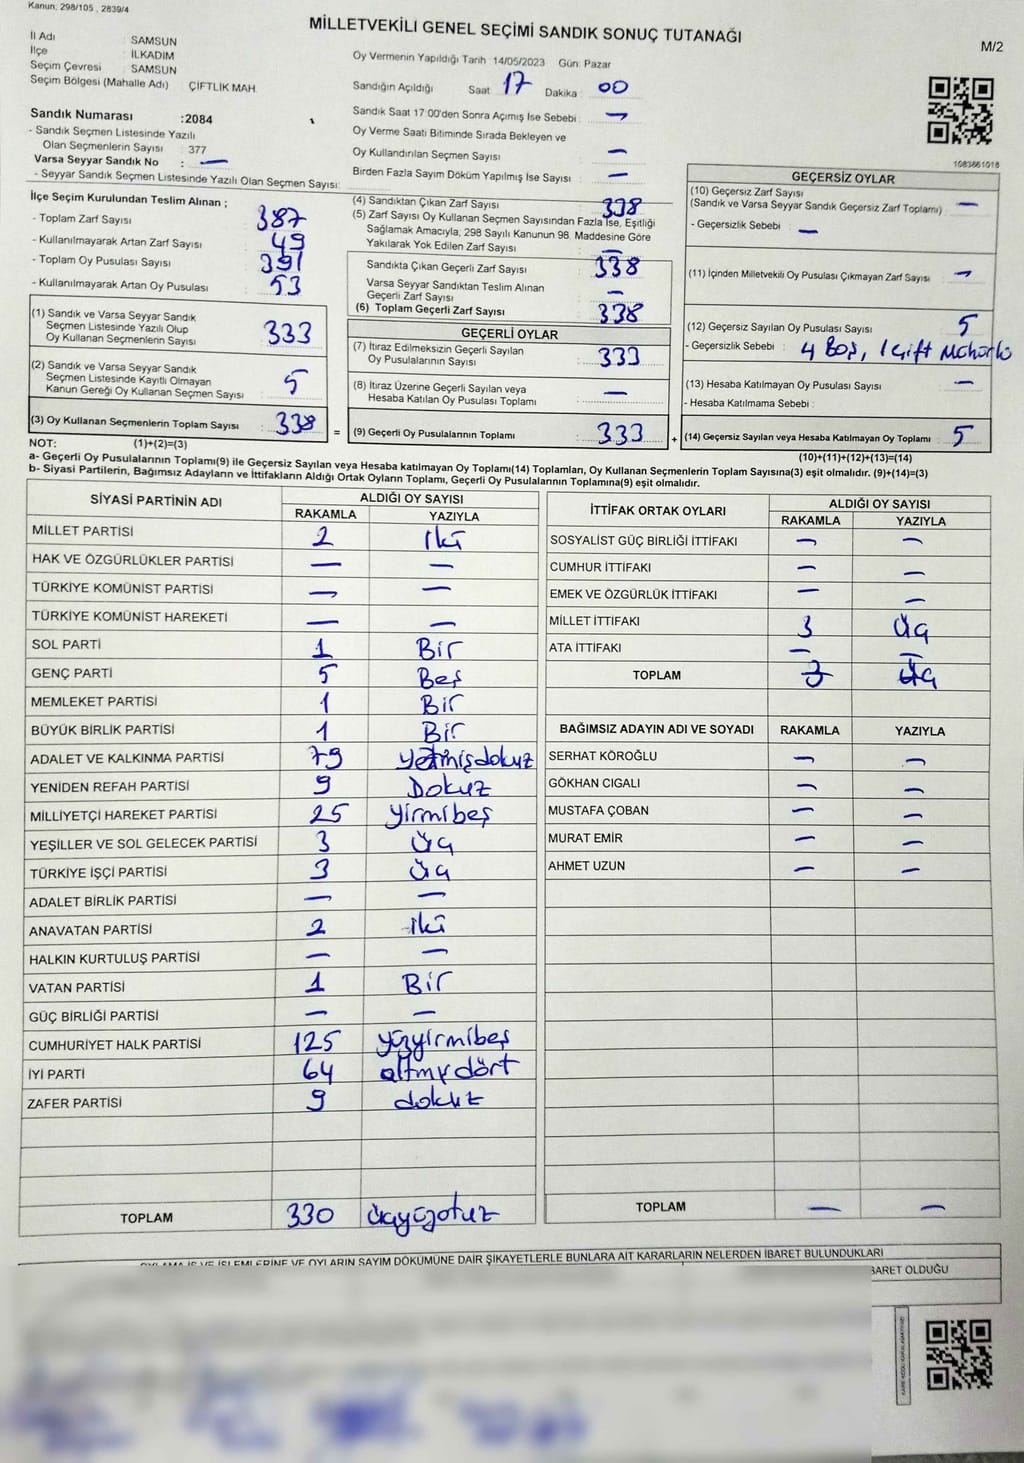 Kanun: 298/105 , 2839/4
MİLLETVEKİLİ GENEL SEÇİMİ SANDIK SONUÇ TUTANAĞI
M/2
İl Adı : SAMSUN
İlçe : İLKADIM
Seçim Çevresi : SAMSUN
Seçim Bölgesi (Mahalle Adı) ÇİFTLİK MAH.
Sandık Numarası :2084
- Sandık Seçmen Listesinde Yazılı
Olan Seçmenlerin Sayısı : 377
Varsa Seyyar Sandık No : —
- Seyyar Sandık Seçmen Listesinde Yazılı Olan Seçmen Sayısı:
Oy Vermenin Yapıldığı Tarih 14/05/2023 Gün: Pazar
Sandığın Açıldığı Saat : 17 Dakika : 00
Sandık Saat 17:00'den Sonra Açımış İse Sebebi : —
Oy Verme Saati Bitiminde Sırada Bekleyen ve
Oy Kullandırılan Seçmen Sayısı : —
Birden Fazla Sayım Döküm Yapılmış İse Sayısı : —
1083861018
İlçe Seçim Kurulundan Teslim Alınan ;
- Toplam Zarf Sayısı : 387
- Kullanılmayarak Artan Zarf Sayısı : 49
- Toplam Oy Pusulası Sayısı : 391
- Kullanılmayarak Artan Oy Pusulası : 53
(1) Sandık ve Varsa Seyyar Sandık
Seçmen Listesinde Yazılı Olup
Oy Kullanan Seçmenlerin Sayısı : 333
(2) Sandık ve Varsa Seyyar Sandık
Seçmen Listesinde Kayıtlı Olmayan
Kanun Gereği Oy Kullanan Seçmen Sayısı : 5
(3) Oy Kullanan Seçmenlerin Toplam Sayısı : 338
(4) Sandıktan Çıkan Zarf Sayısı : 338
(5) Zarf Sayısı Oy Kullanan Seçmen Sayısından Fazla İse, Eşitliği
Sağlamak Amacıyla, 298 Sayılı Kanunun 98. Maddesine Göre
Yakılarak Yok Edilen Zarf Sayısı : —
Sandıkta Çıkan Geçerli Zarf Sayısı : 338
Varsa Seyyar Sandıktan Teslim Alınan
Geçerli Zarf Sayısı : —
(6) Toplam Geçerli Zarf Sayısı : 338
GEÇERLİ OYLAR
(7) İtiraz Edilmeksizin Geçerli Sayılan
Oy Pusulalarının Sayısı : 333
(8) İtiraz Üzerine Geçerli Sayılan veya
Hesaba Katılan Oy Pusulası Toplamı : —
= (9) Geçerli Oy Pusulalarının Toplamı : 333
GEÇERSİZ OYLAR
(10) Geçersiz Zarf Sayısı
(Sandık ve Varsa Seyyar Sandık Geçersiz Zarf Toplamı) : —
- Geçersizlik Sebebi : —
(11) İçinden Milletvekili Oy Pusulası Çıkmayan Zarf Sayısı : —
(12) Geçersiz Sayılan Oy Pusulası Sayısı : 5
- Geçersizlik Sebebi : 4 Boş, 1 Çift Mühürlü
(13) Hesaba Katılmayan Oy Pusulası Sayısı : —
- Hesaba Katılmama Sebebi :
+ (14) Geçersiz Sayılan veya Hesaba Katılmayan Oy Toplamı : 5
NOT: (1)+(2)=(3) (10)+(11)+(12)+(13)=(14)
a- Geçerli Oy Pusulalarının Toplamı(9) ile Geçersiz Sayılan veya Hesaba katılmayan Oy Toplamı(14) Toplamları, Oy Kullanan Seçmenlerin Toplam Sayısına(3) eşit olmalıdır. (9)+(14)=(3)
b- Siyasi Partilerin, Bağımsız Adayların ve İttifakların Aldığı Ortak Oyların Toplamı, Geçerli Oy Pusulalarının Toplamına(9) eşit olmalıdır.
SİYASİ PARTİNİN ADI ALDIĞI OY SAYISI
RAKAMLA YAZIYLA
MİLLET PARTİSİ 2 iki
HAK VE ÖZGÜRLÜKLER PARTİSİ — —
TÜRKİYE KOMÜNİST PARTİSİ — —
TÜRKİYE KOMÜNİST HAREKETİ — —
SOL PARTİ 1 Bir
GENÇ PARTİ 5 Beş
MEMLEKET PARTİSİ 1 Bir
BÜYÜK BİRLİK PARTİSİ 1 Bir
ADALET VE KALKINMA PARTİSİ 79 yetmişdokuz
YENİDEN REFAH PARTİSİ 9 Dokuz
MİLLİYETÇİ HAREKET PARTİSİ 25 yirmibeş
YEŞİLLER VE SOL GELECEK PARTİSİ 3 üç
TÜRKİYE İŞÇİ PARTİSİ 3 üç
ADALET BİRLİK PARTİSİ — —
ANAVATAN PARTİSİ 2 iki
HALKIN KURTULUŞ PARTİSİ — —
VATAN PARTİSİ 1 Bir
GÜÇ BİRLİĞİ PARTİSİ — —
CUMHURİYET HALK PARTİSİ 125 yüzyirmibeş
İYİ PARTİ 64 altmışdört
ZAFER PARTİSİ 9 dokuz
TOPLAM 330 üçyüzotuz
İTTİFAK ORTAK OYLARI ALDIĞI OY SAYISI
RAKAMLA YAZIYLA
SOSYALİST GÜÇ BİRLİĞİ İTTİFAKI — —
CUMHUR İTTİFAKI — —
EMEK VE ÖZGÜRLÜK İTTİFAKI — —
MİLLET İTTİFAKI 3 üç
ATA İTTİFAKI — —
TOPLAM 3 üç
BAĞIMSIZ ADAYIN ADI VE SOYADI RAKAMLA YAZIYLA
SERHAT KÖROĞLU — —
GÖKHAN CIGALI — —
MUSTAFA ÇOBAN — —
MURAT EMİR — —
AHMET UZUN — —
TOPLAM — —
İŞLEMLERİNE VE OYLARIN SAYIM DÖKÜMÜNE DAİR ŞİKAYETLERLE BUNLARA AİT KARARLARIN NELERDEN İBARET BULUNDUKLARI
BARET OLDUĞU